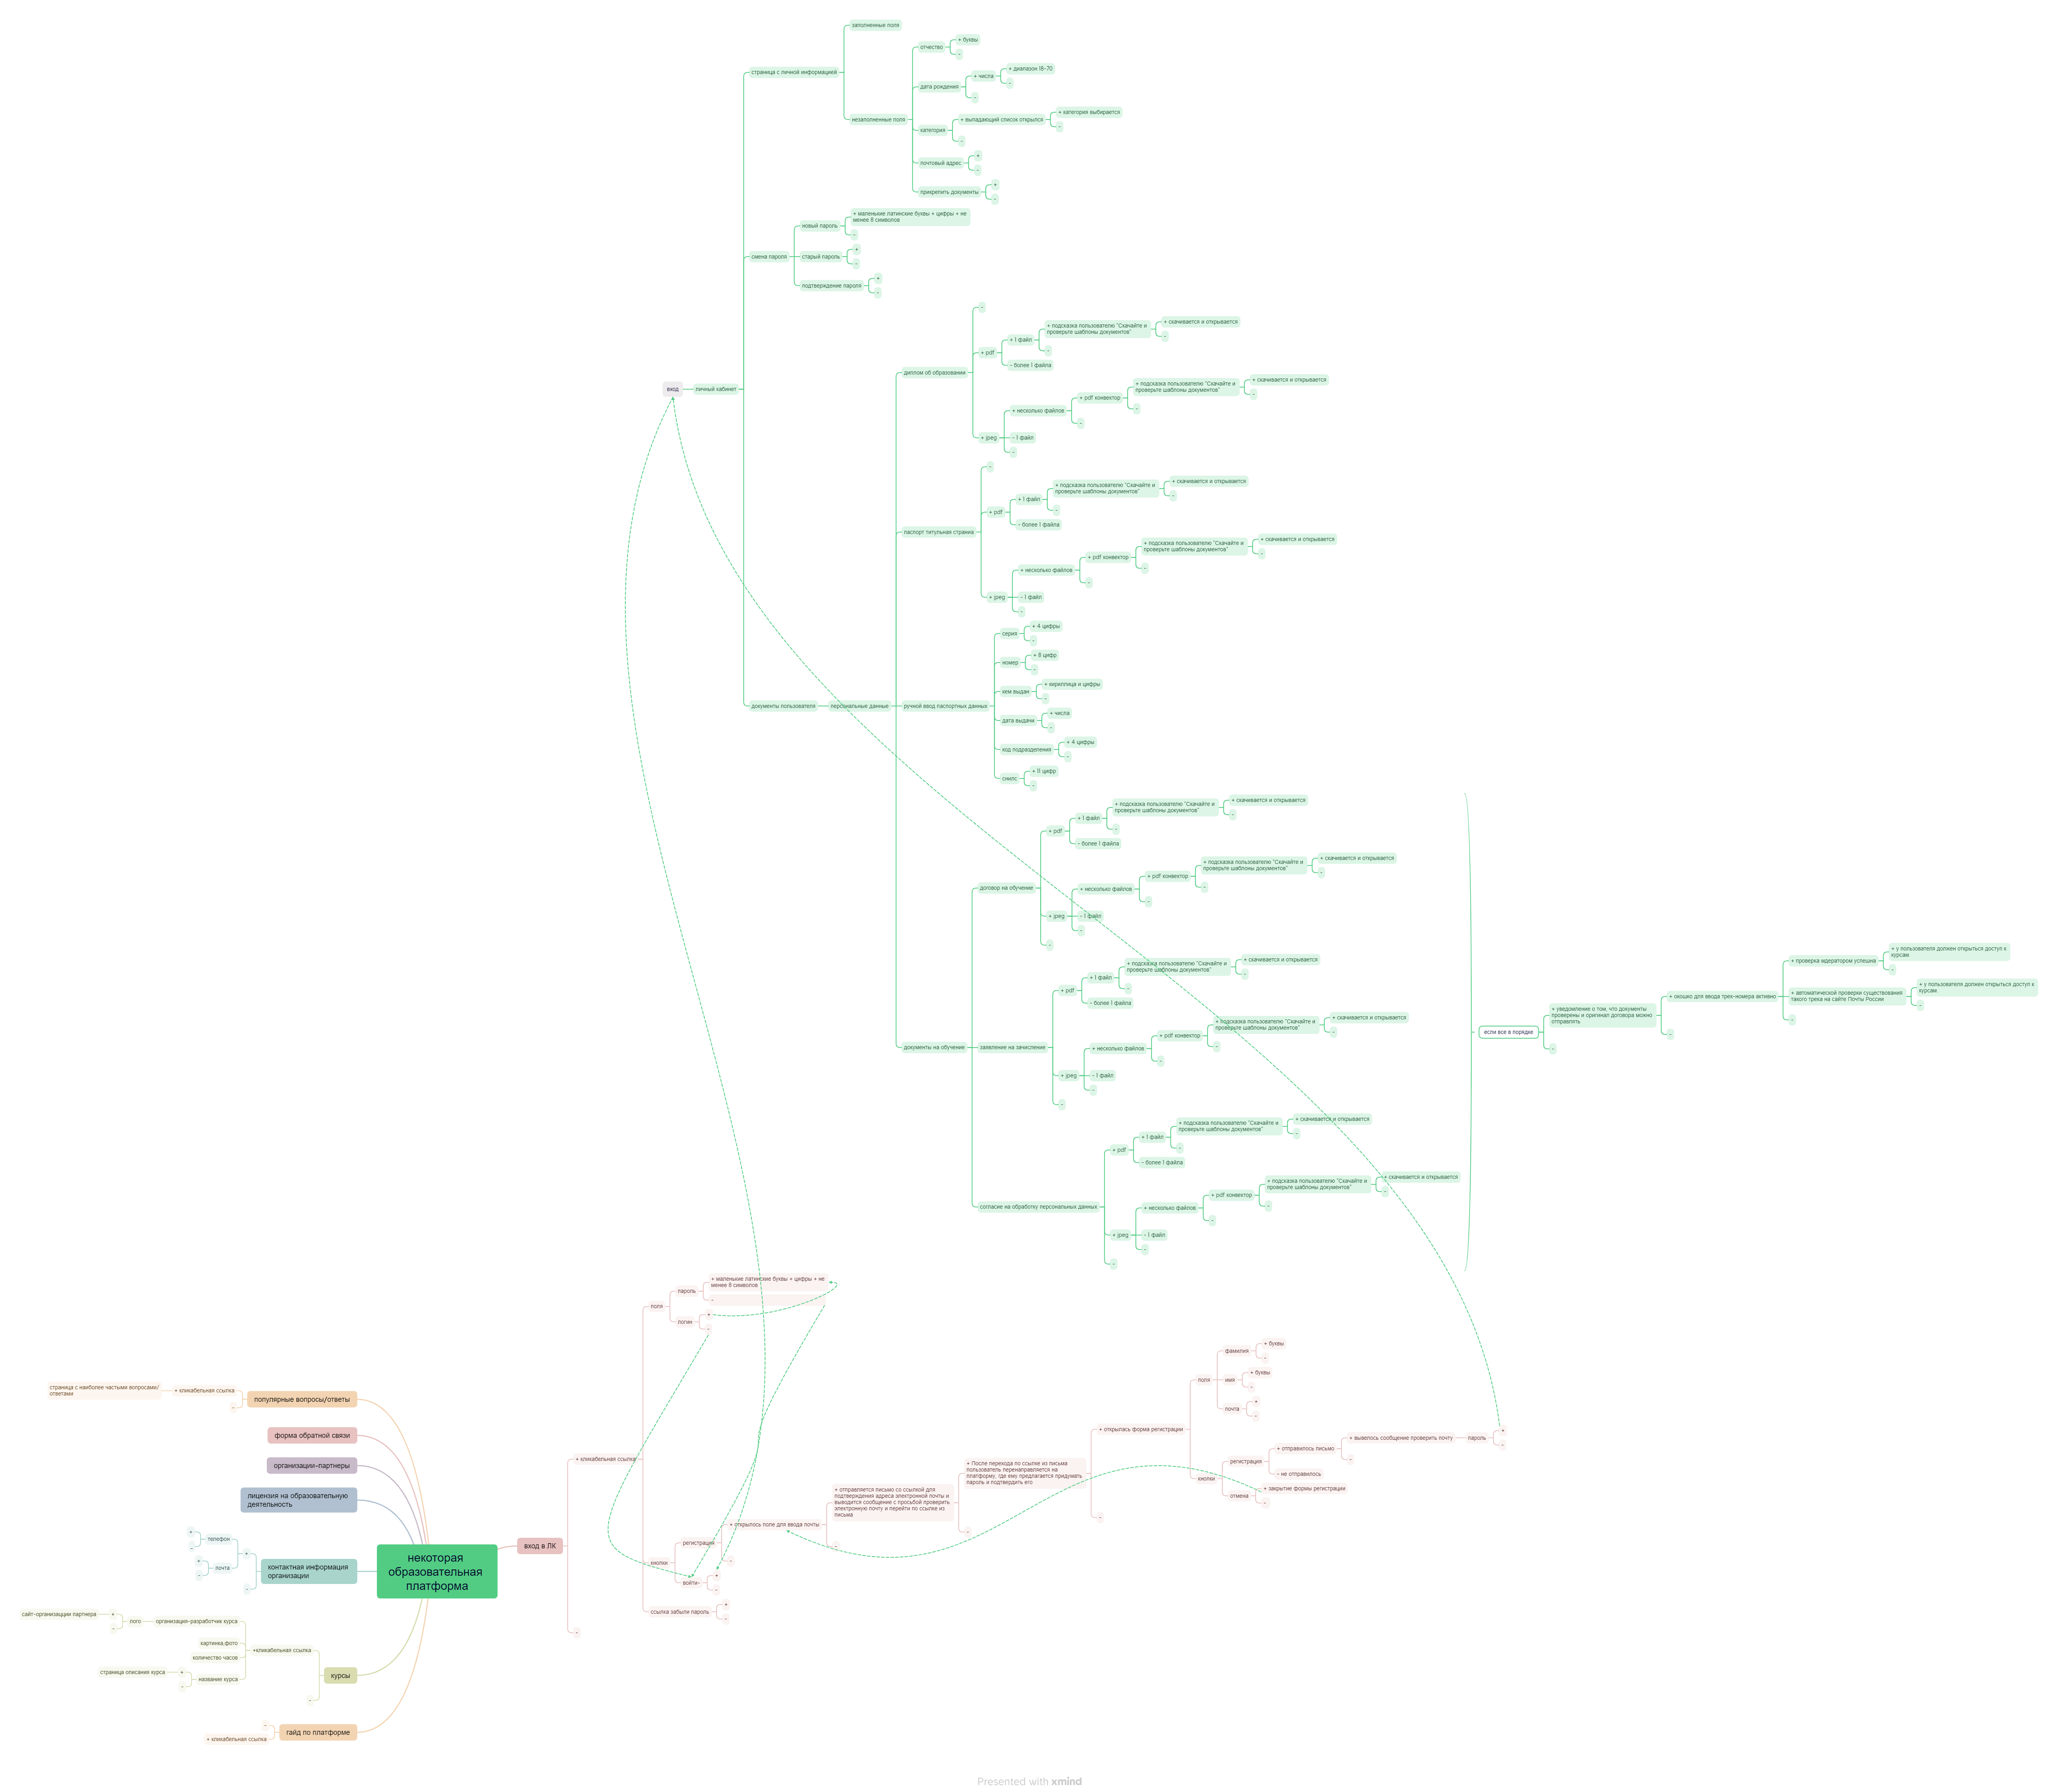 заполненные поля
отчество
+ буквы
-
страница с личной информацией
дата рождения
+ числа
+ диапазон 18-70
-
-
незаполненные поля
категория
+ выпадающий список открылся
+ категория выбирается
-
-
почтовый адрес
+
-
прикрепить документы
+
-
смена пароля
новый пароль
+ маленькие латинские буквы + цифры + не
менее 8 символов
-
старый пароль
+
-
подтверждение пароля
+
-
вход
личный кабинет
диплом об образовании
-
+ pdf
+ 1 файл
+ подсказка пользователю "Скачайте и
проверьте шаблоны документов"
+ скачивается и открывается
-
-
- более 1 файла
+ jpeg
+ несколько файлов
+ pdf конвектор
+ подсказка пользователю "Скачайте и
проверьте шаблоны документов"
+ скачивается и открывается
-
-
-
- 1 файл
-
паспорт титульная страниа
-
+ pdf
+ 1 файл
+ подсказка пользователю "Скачайте и
проверьте шаблоны документов"
+ скачивается и открывается
-
-
- более 1 файла
+ jpeg
+ несколько файлов
+ pdf конвектор
+ подсказка пользователю "Скачайте и
проверьте шаблоны документов"
+ скачивается и открывается
-
-
-
- 1 файл
-
документы пользователя
персональные данные
ручной ввод паспортных данных
серия
+ 4 цифры
-
номер
+ 8 цифр
-
кем выдан
+ кириллица и цифры
-
дата выдачи
+ числа
-
код подразделения
+ 4 цифры
-
снилс
+ 11 цифр
-
документы на обучение
договор на обучение
+ pdf
+ 1 файл
+ подсказка пользователю "Скачайте и
проверьте шаблоны документов"
+ скачивается и открывается
-
-
- более 1 файла
+ jpeg
+ несколько файлов
+ pdf конвектор
+ подсказка пользователю "Скачайте и
проверьте шаблоны документов"
+ скачивается и открывается
-
-
-
- 1 файл
-
-
заявление на зачисление
+ pdf
+ 1 файл
+ подсказка пользователю "Скачайте и
проверьте шаблоны документов"
+ скачивается и открывается
-
-
- более 1 файла
+ jpeg
+ несколько файлов
+ pdf конвектор
+ подсказка пользователю "Скачайте и
проверьте шаблоны документов"
+ скачивается и открывается
-
-
-
- 1 файл
-
-
согласие на обработку персональных данных
+ pdf
+ 1 файл
+ подсказка пользователю "Скачайте и
проверьте шаблоны документов"
+ скачивается и открывается
-
-
- более 1 файла
+ jpeg
+ несколько файлов
+ pdf конвектор
+ подсказка пользователю "Скачайте и
проверьте шаблоны документов"
+ скачивается и открывается
-
-
-
- 1 файл
-
-
если все в порядке
+ уведомление о том, что документы
проверены и оригинал договора можно
отправлять
-
+ окошко для ввода трек-номера активно
-
+ проверка мдератором успешна
+ у пользователя должен открыться доступ к
курсам
-
+ автоматической проверки существования
такого трека на сайте Почты России
+ у пользователя должен открыться доступ к
курсам
-
-
некоторая
образовательная
платформа
вход в ЛК
+ кликабельная ссылка
-
поля
пароль
+ маленькие латинские буквы + цифры + не
менее 8 символов
-
логин
+
-
кнопки
регистрация
+ открылось поле для ввода почты
-
+ отправляется письмо со ссылкой для
подтверждения адреса электронной почты и
выводится сообщение с просьбой проверить
электронную почту и перейти по ссылке из
письма
-
+ После перехода по ссылке из письма
пользователь перенаправляется на
платформу, где ему предлагается придумать
пароль и подтвердить его
-
+ открылась форма регистрации
-
поля
фамилия
+ буквы
-
имя
+ буквы
-
почта
+
-
кнопки
регистрация
+ отправилось письмо
+ вывелось сообщение проверить почту
пароль
+
-
-
- не отправилось
отмена
+ закрытие формы регистрации
-
войти-
+
-
ссылка забыли пароль
+
-
популярные вопросы/ответы
+ кликабельная ссылка
страница с наиболее частыми вопросами/
ответами
-
форма обратной связи
организации-партнеры
лицензия на образовательную
деятельность
контактная информация
организации
+
телефон
+
-
почта
+
-
-
курсы
+кликабельная ссылка
организация-разработчик курса
лого
+
сайт-организацции партнера
-
картинка,фото
количество часов
название курса
+
страница описания курса
-
-
гайд по платформе
-
+ кликабельная ссылка
Presented with xmind